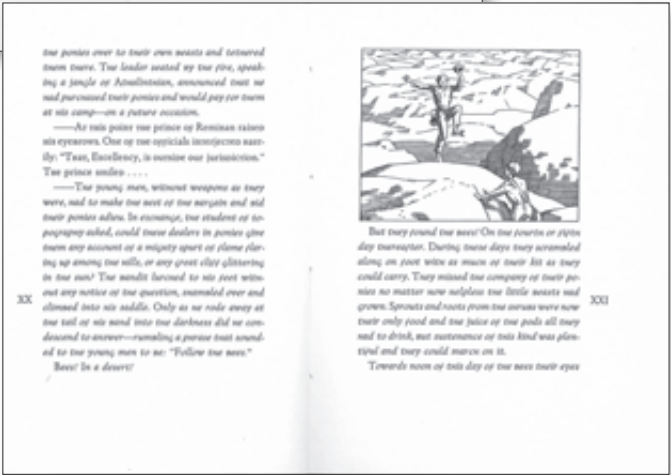 the ponies over to their own beasts and tethered
them there. The leader seated by the fire, speak-
ing a jangle of announced that he
had purchased their ponies and would pay for them
at his camp—on a future occasion.
——At this point the prince of raised
his eyebrows. One of the officials interjected hast-
ily: "That, Excellency, is outside our jurisdiction."
The prince smiled . . . .
——The young men, without weapons as they
were, had to make the best of the bargain and bid
their ponies adieu. In exchange, the student of to-
pography asked, could these dealers in ponies give
them any account of a mighty spurt of flame flar-
ing up among the hills, or any great cliff glittering
in the sun? The bandit lurched to his feet with-
out any notice of the question, shambled over and
climbed into his saddle. Only as he rode away at
the tail of his band into the darkness did he con-
descend to answer—rumbling a phrase that sound-
ed to the young men to be: "Follow the bees."
Bees! In a desert!
XX
But they found the bees! On the fourth or fifth
day thereafter. During these days they scrambled
along on foot with as much of their kit as they
could carry. They missed the company of their po-
nies no matter how helpless the little beasts had
grown. Sprouts and roots from the shrubs were now
their only food and the juice of the pods all they
had to drink, but sustenance of this kind was plen-
tiful and they could march on it.
Towards noon of this day of the bees their eyes
XXI